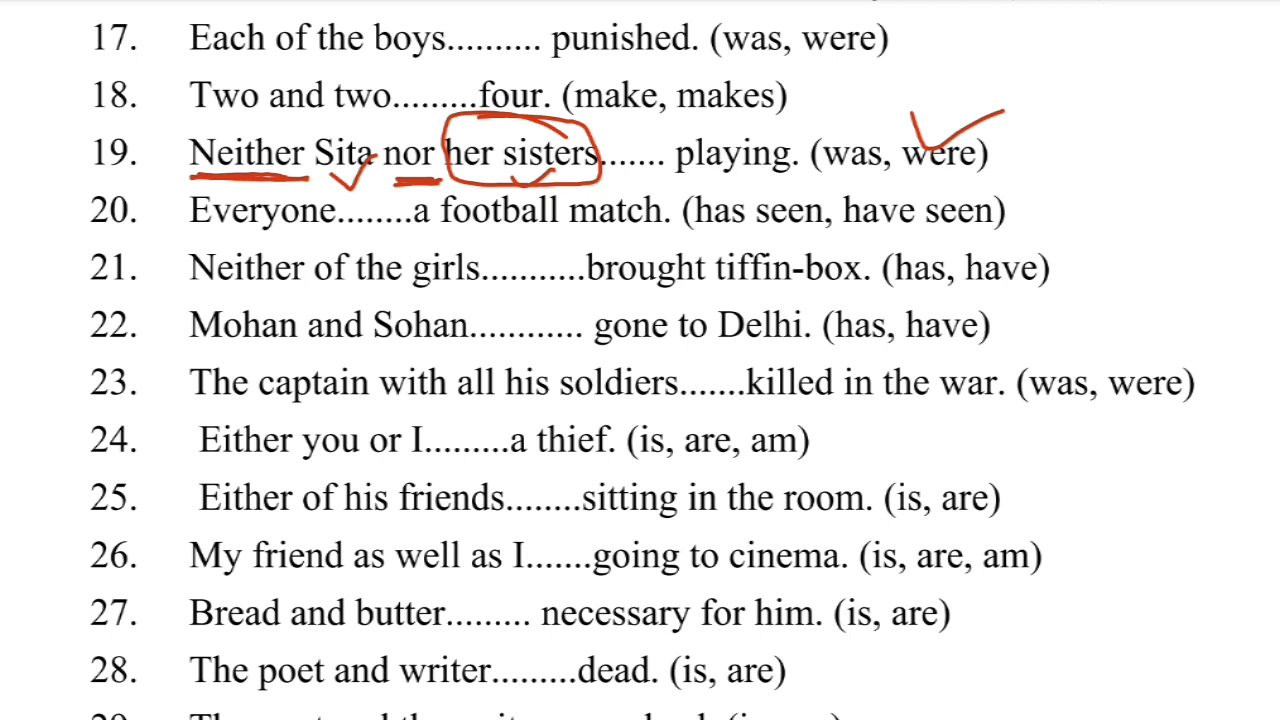 17. Each of the boys.......... punished. (was, were)
18. Two and two.........four. (make, makes)
19. Neither Sita nor her sisters....... playing. (was, were)
20. Everyone........a football match. (has seen, have seen)
21. Neither of the girls...........brought tiffin-box. (has, have)
22. Mohan and Sohan............ gone to Delhi. (has, have)
23. The captain with all his soldiers.......killed in the war. (was, were)
24. Either you or I.........a thief. (is, are, am)
25. Either of his friends........sitting in the room. (is, are)
26. My friend as well as I.......going to cinema. (is, are, am)
27. Bread and butter......... necessary for him. (is, are)
28. The poet and writer.........dead. (is, are)